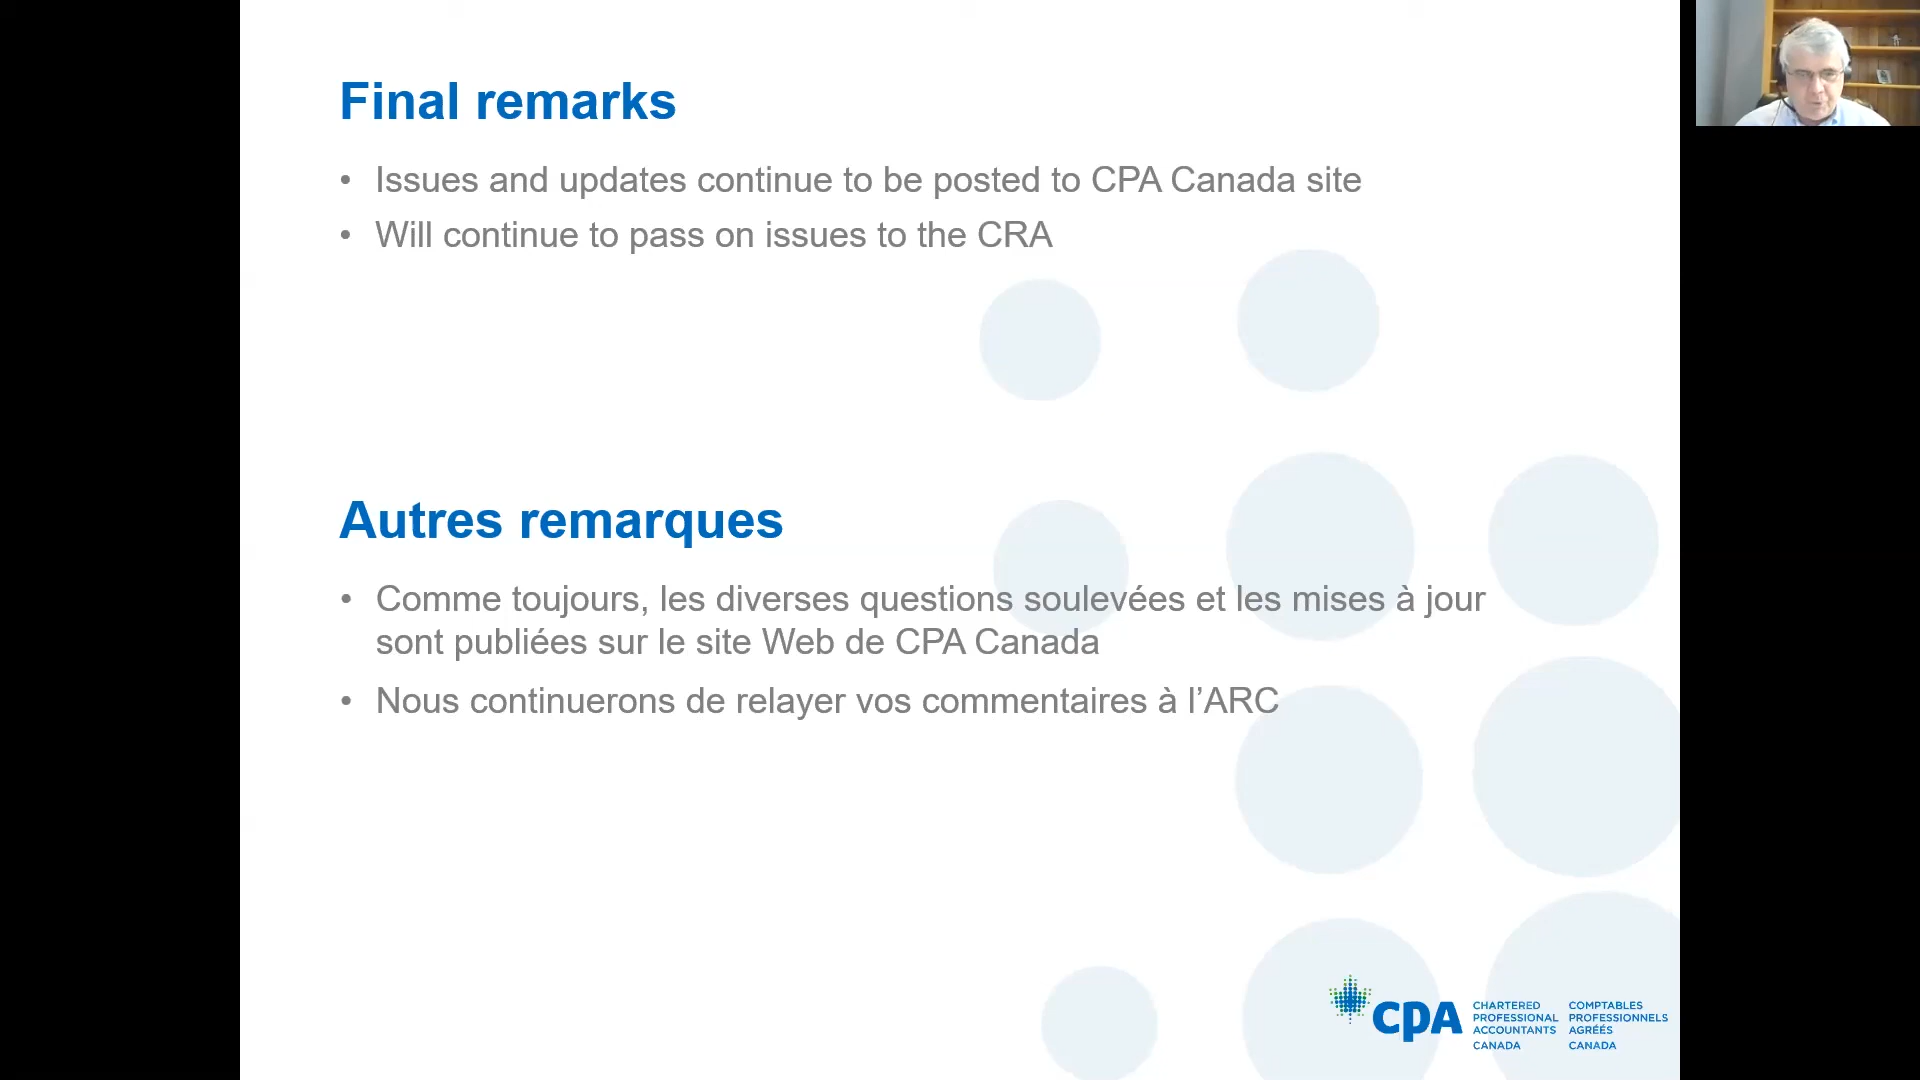 Final remarks
• Issues and updates continue to be posted to CPA Canada site
• Will continue to pass on issues to the CRA
Autres remarques
• Comme toujours, les diverses questions soulevées et les mises à jour
sont publiées sur le site Web de CPA Canada
• Nous continuerons de relayer vos commentaires à l’ARC
cpa
CHARTERED
PROFESSIONAL
ACCOUNTANTS
CANADA
COMPTABLES
PROFESSIONNELS
AGRÉÉS
CANADA